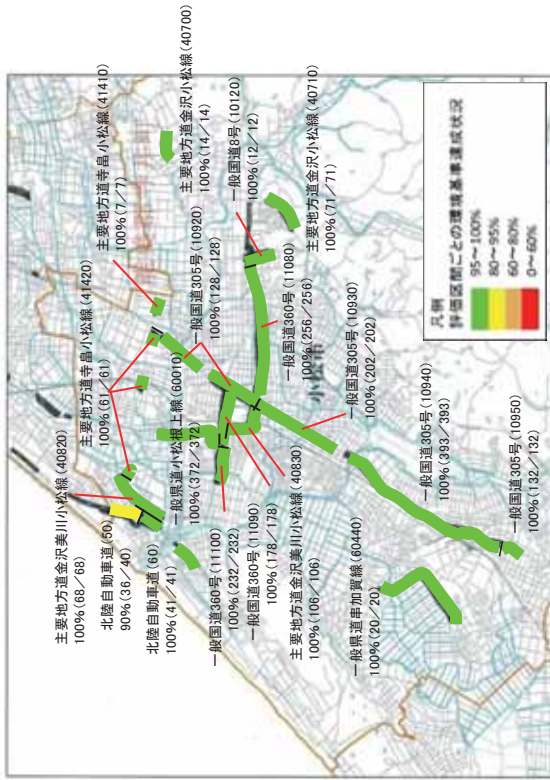 主要地方道金沢美川小松線(40820)
100%(68/68)
北陸自動車道(50)
90%(36/40)
北陸自動車道(60)
100%(41/41)
一般国道360号(11100)
100%(232/232)
一般国道360号(11090)
100%(178/178)
主要地方道金沢美川小松線(40830)
100%(106/106)
一般県道串加賀線(60440)
100%(20/20)
主要地方道寺畠小松線(41420)
100%(61/61)
一般県道小松根上線(60010)
100%(372/372)
主要地方道寺畠小松線(41410)
100%(7/7)
一般国道305号(10920)
100%(128/128)
主要地方道金沢小松線(40700)
100%(14/14)
一般国道8号(10120)
100%(12/12)
主要地方道金沢小松線(40710)
100%(71/71)
一般国道360号(11080)
100%(256/256)
小松市
一般国道305号(10930)
100%(202/202)
一般国道305号(10940)
100%(393/393)
一般国道305号(10950)
100%(132/132)
凡例
評価区間ごとの環境基準達成状況
95~100%
80~95%
60~80%
0~60%